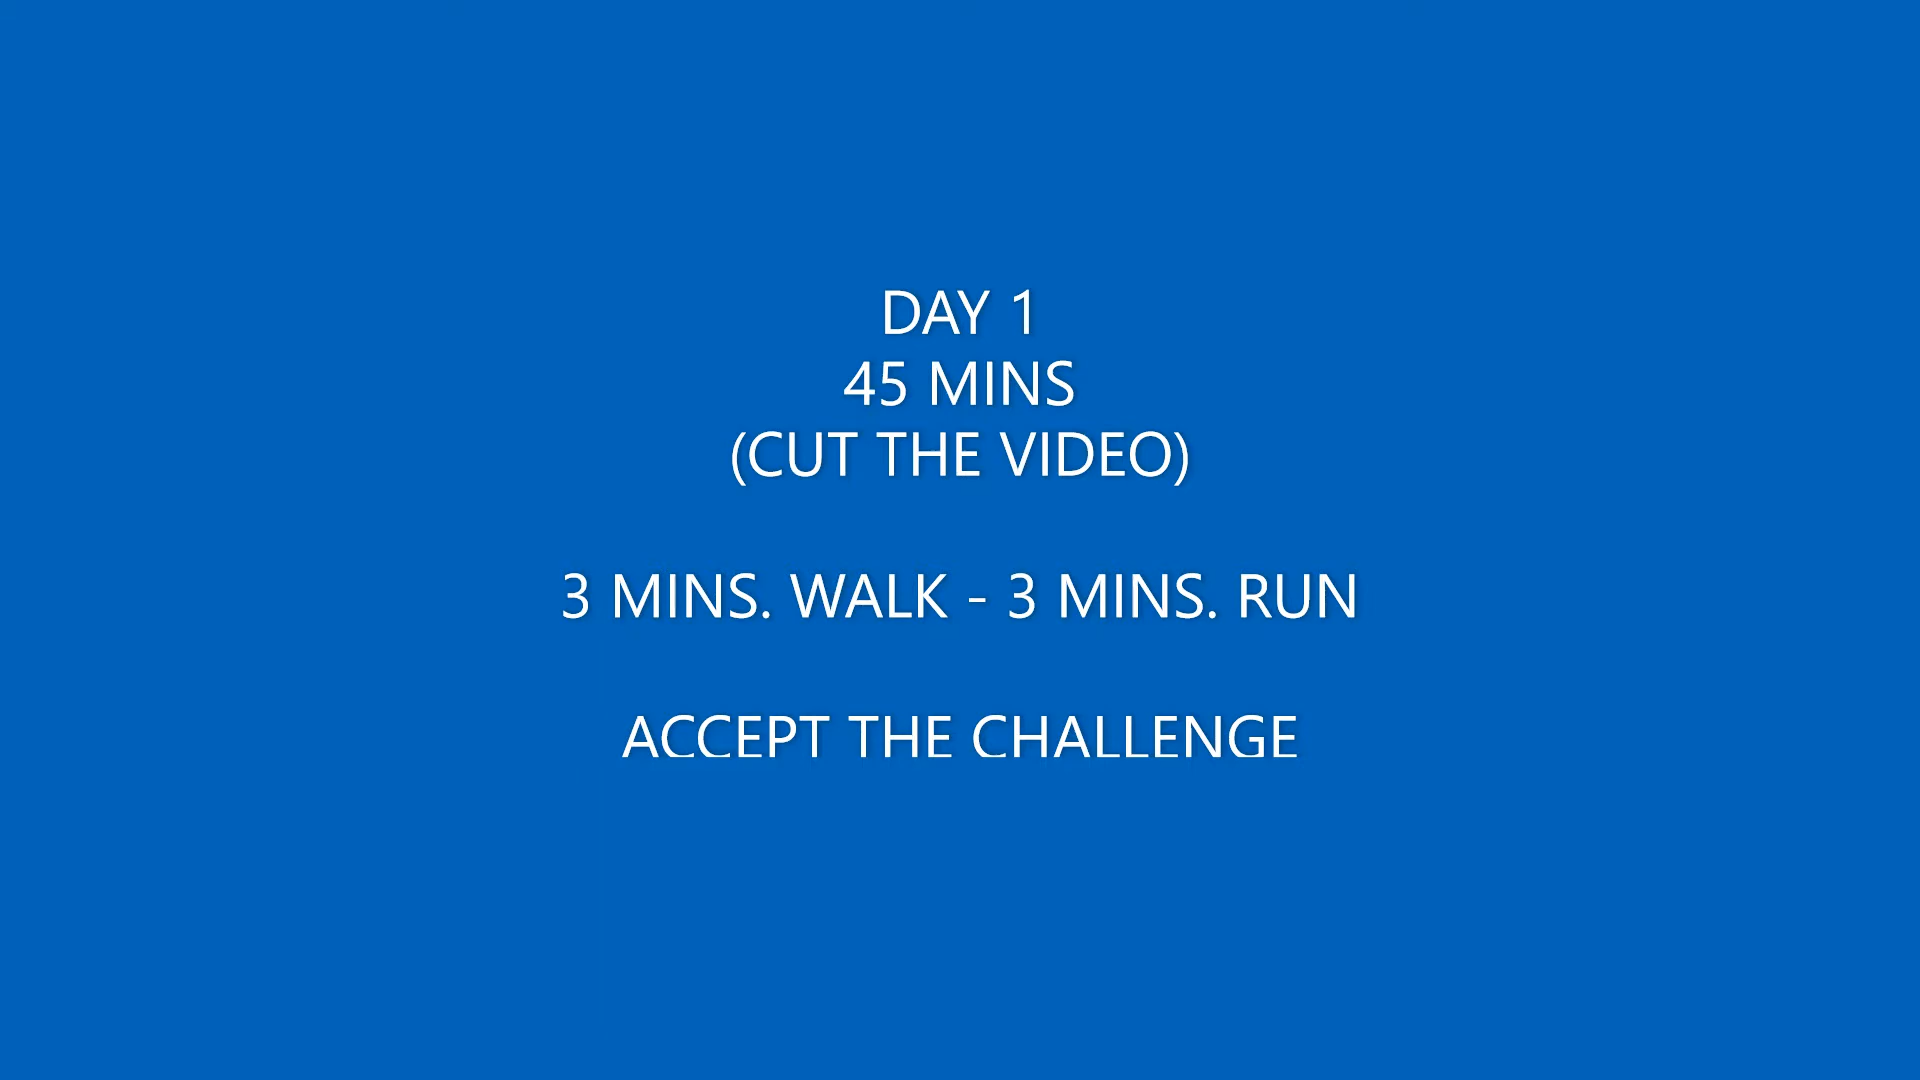 DAY 1
45 MINS
(CUT THE VIDEO)
3 MINS. WALK - 3 MINS. RUN
ACCEPT THE CHALLENGE